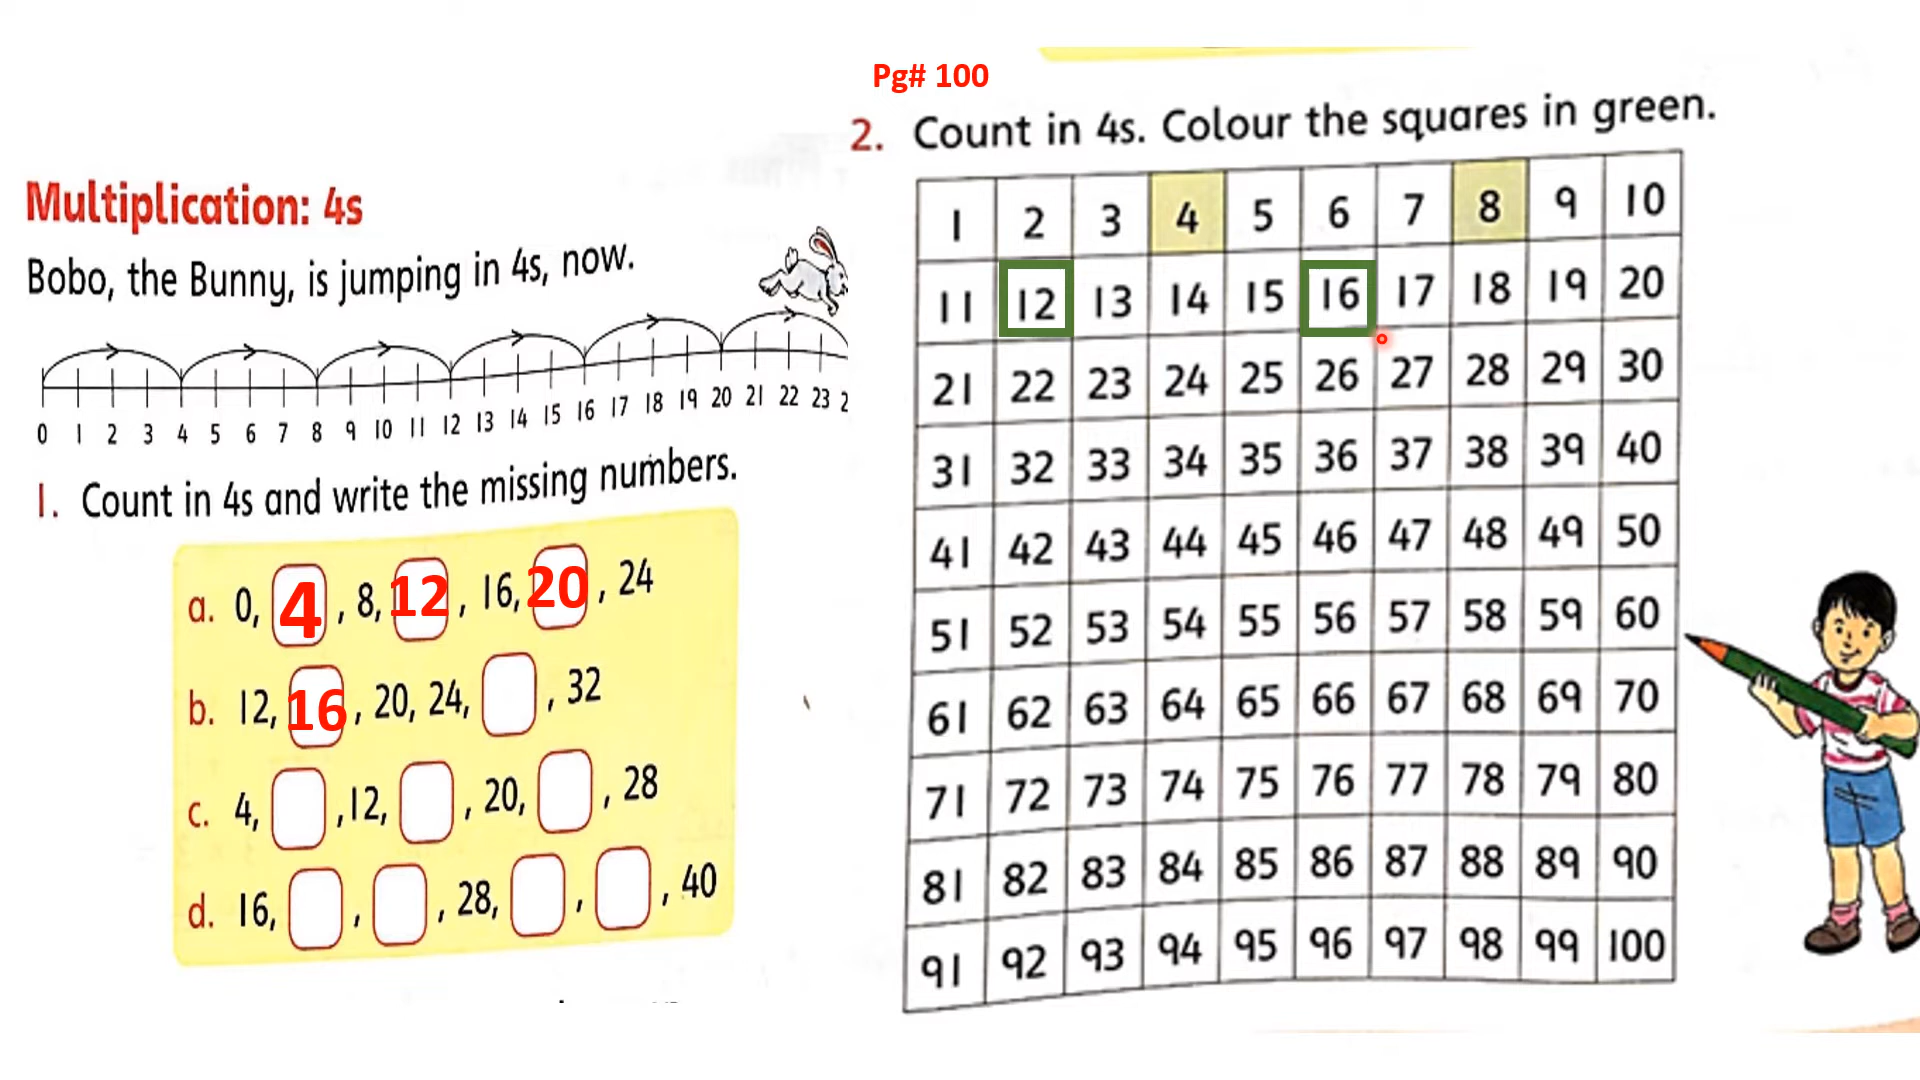 Multiplication: 4s
Bobo, the Bunny, is jumping in 4s, now.
0 1 2 3 4 5 6 7 8 9 10 11 12 13 14 15 16 17 18 19 20 21 22 23 2
1. Count in 4s and write the missing numbers.
a. 0, 4 , 8, 12 , 16, 20 , 24
b. 12, 16 , 20, 24, , 32
c. 4, ,12, , 20, , 28
d. 16, , , 28, , , 40
Pg# 100
2. Count in 4s. Colour the squares in green.
1 2 3 4 5 6 7 8 9 10
11 12 13 14 15 16 17 18 19 20
21 22 23 24 25 26 27 28 29 30
31 32 33 34 35 36 37 38 39 40
41 42 43 44 45 46 47 48 49 50
51 52 53 54 55 56 57 58 59 60
61 62 63 64 65 66 67 68 69 70
71 72 73 74 75 76 77 78 79 80
81 82 83 84 85 86 87 88 89 90
91 92 93 94 95 96 97 98 99 100